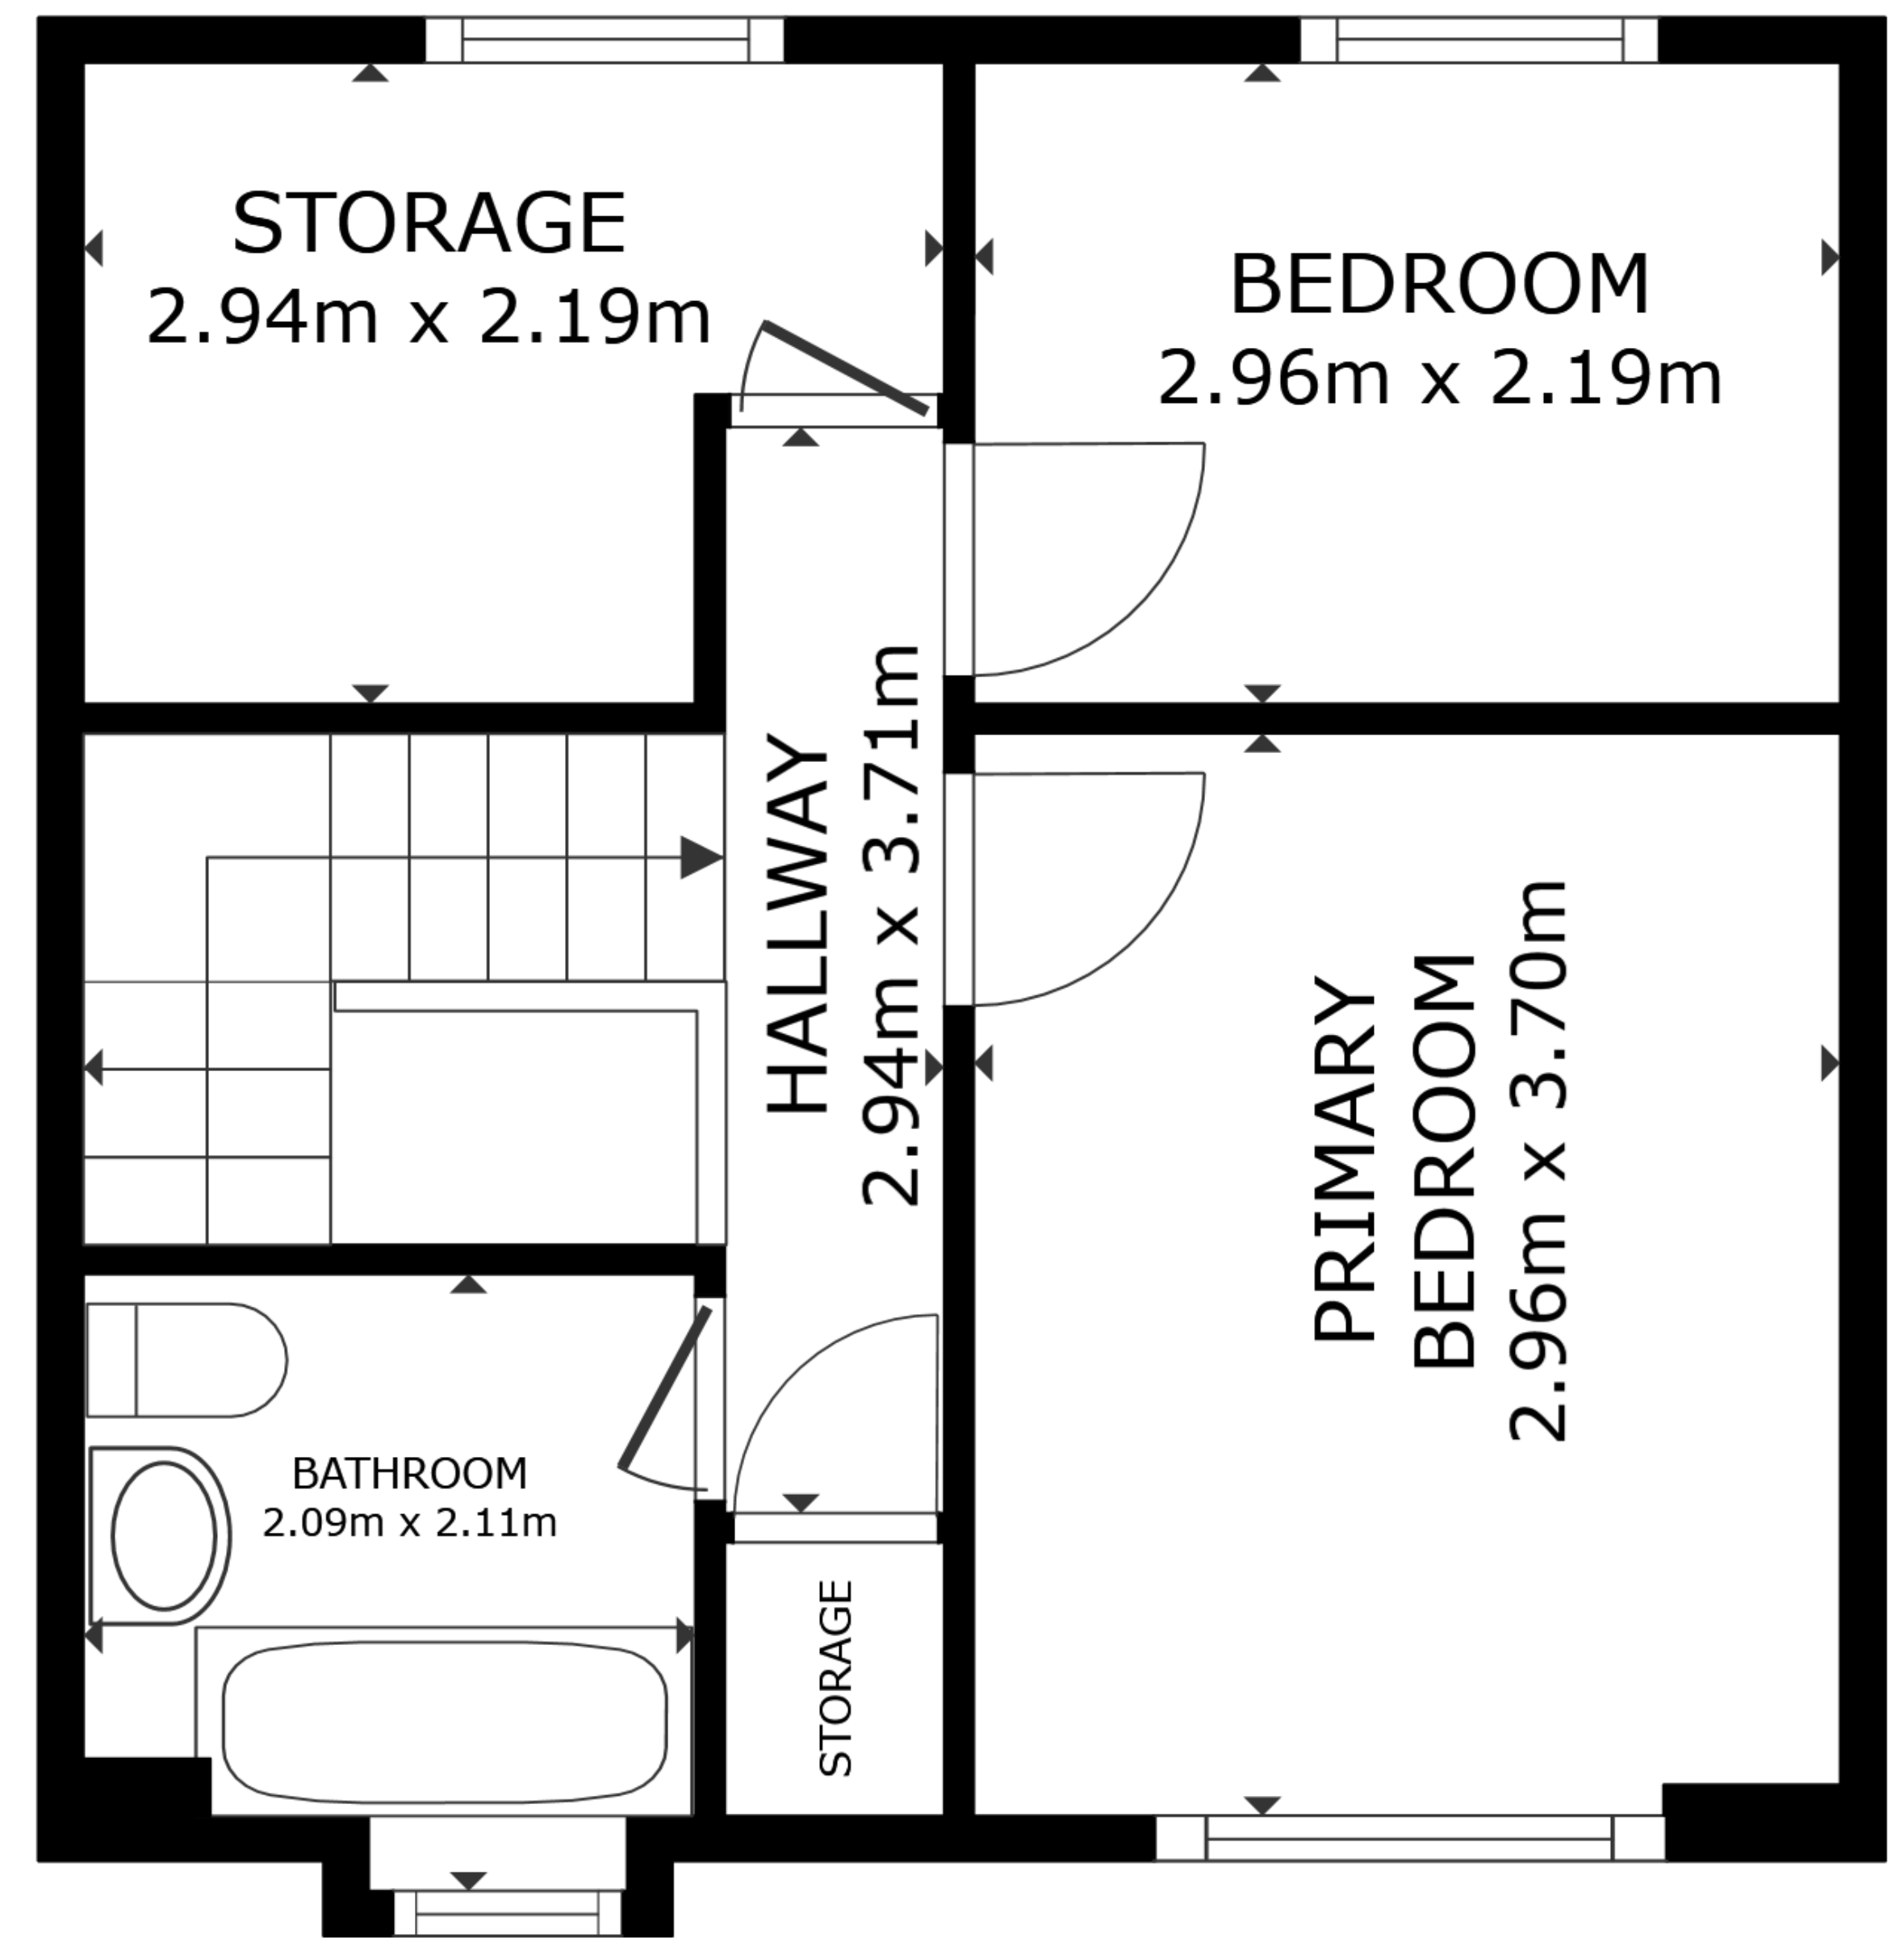 STORAGE
2.94m x 2.19m
BEDROOM
2.96m x 2.19m
HALLWAY
2.94m x 3.71m
PRIMARY
BEDROOM
2.96m x 3.70m
BATHROOM
2.09m x 2.11m
STORAGE